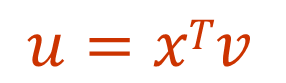 u = x^T v